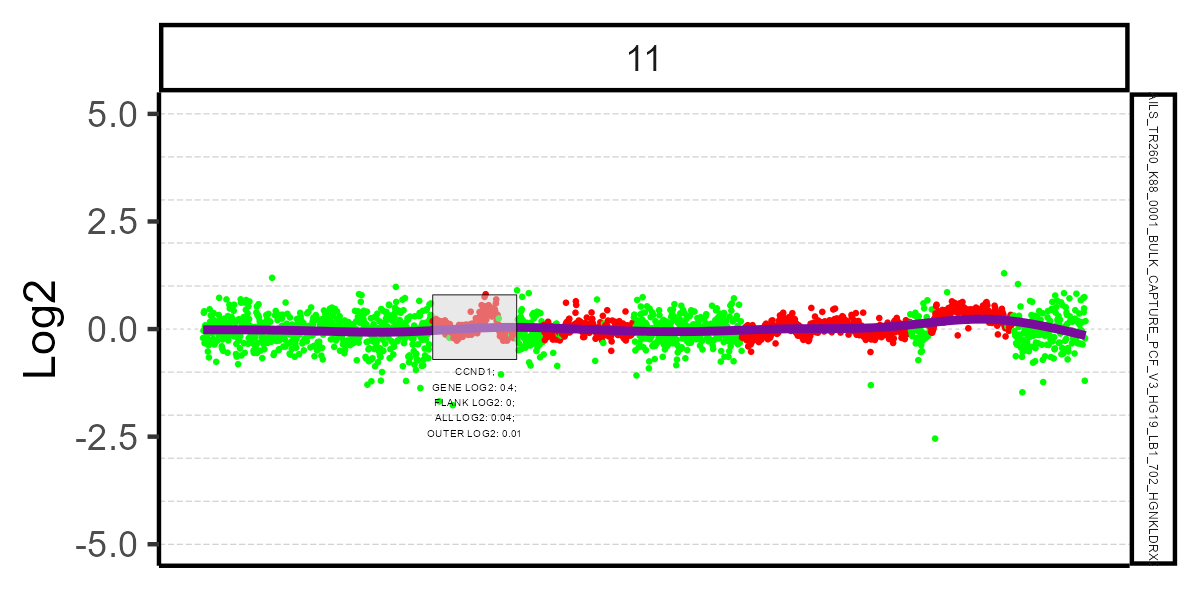 11
5.0
2.5
0.0
-2.5
-5.0
Log2
CCND1;
GENE LOG2: 0.4;
FLANK LOG2: 0;
ALL LOG2: 0.04;
OUTER LOG2: 0.01
AILS_TR260_K88_0001_BULK_CAPTURE_PCF_V3_HG19_LB1_702_HGNKLDRX